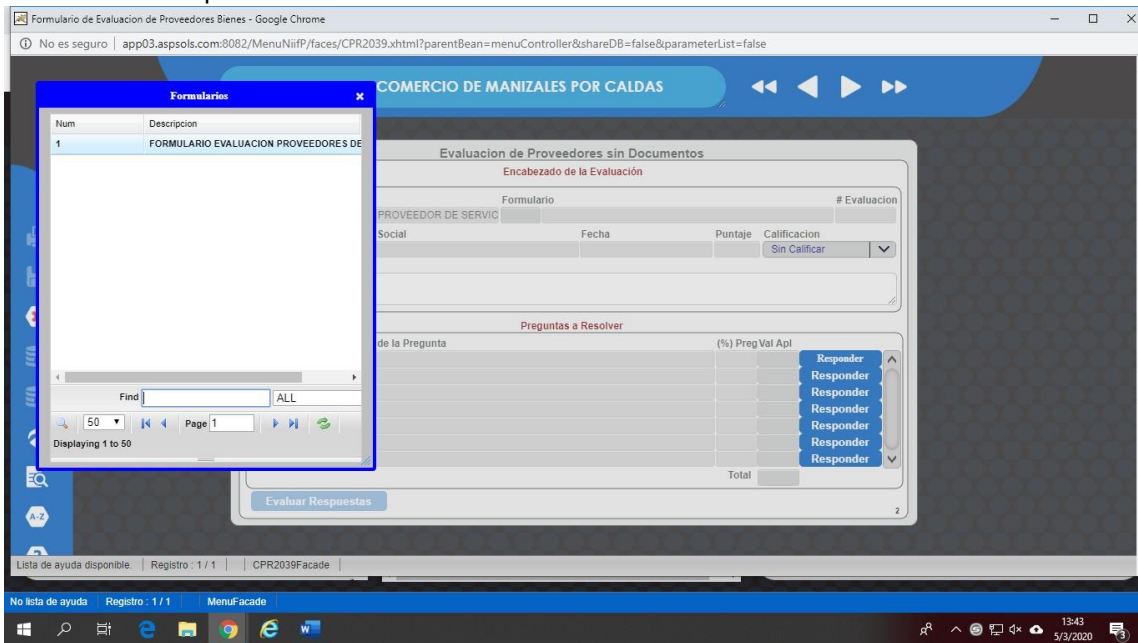 Formulario de Evaluacion de Proveedores Bienes - Google Chrome
No es seguro | app03.aspsols.com:8082/MenuNiifP/faces/CPR2039.xhtml?parentBean=menuController&shareDB=false&parameterList=false
COMERCIO DE MANIZALES POR CALDAS
Formularios
Num Descripcion
1 FORMULARIO EVALUACION PROVEEDORES DE
Find ALL
50 Page 1
Displaying 1 to 50
Evaluacion de Proveedores sin Documentos
Encabezado de la Evaluación
Formulario # Evaluacion
PROVEEDOR DE SERVIC
Social Fecha Puntaje Calificacion
Sin Calificar
Preguntas a Resolver
de la Pregunta (%) Preg Val Apl
Responder
Responder
Responder
Responder
Responder
Responder
Responder
Total
Evaluar Respuestas
2
A-Z
Lista de ayuda disponible. | Registro : 1 / 1 | | CPR2039Facade |
No lista de ayuda Registro : 1 / 1 MenuFacade
13:43
5/3/2020
3